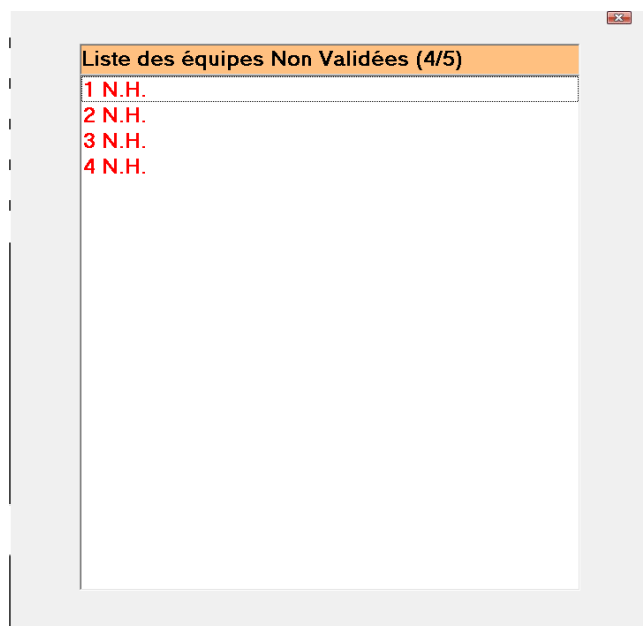 Liste des équipes Non Validées (4/5)
1 N.H.
2 N.H.
3 N.H.
4 N.H.